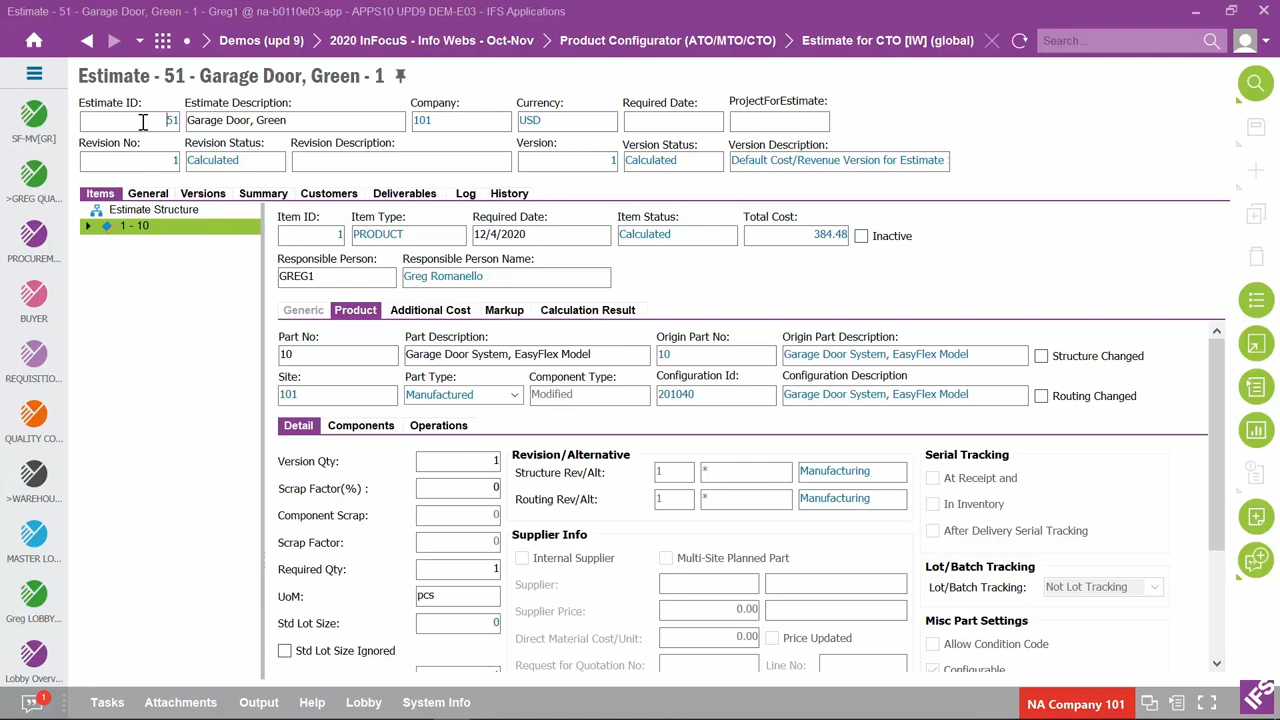 Estimate - 51 - Garage Door, Green - 1 - Greg1 @ na-b0110e03-app - APPS10 UPD9 DEM-E03 - IFS Applications
Demos (upd 9) 2020 InFocuS - Info Webs - Oct-Nov Product Configurator (ATO/MTO/CTO) Estimate for CTO [IW] (global) Search...
Estimate - 51 - Garage Door, Green - 1
Estimate ID: Estimate Description: Company: Currency: Required Date: ProjectForEstimate:
51 Garage Door, Green 101 USD
Revision No: Revision Status: Revision Description: Version: Version Status: Version Description:
1 Calculated 1 Calculated Default Cost/Revenue Version for Estimate
Items General Versions Summary Customers Deliverables Log History
Estimate Structure
1 - 10
Item ID: Item Type: Required Date: Item Status: Total Cost:
1 PRODUCT 12/4/2020 Calculated 384.48 Inactive
Responsible Person: Responsible Person Name:
GREG1 Greg Romanello
Generic Product Additional Cost Markup Calculation Result
Part No: Part Description: Origin Part No: Origin Part Description:
10 Garage Door System, EasyFlex Model 10 Garage Door System, EasyFlex Model Structure Changed
Site: Part Type: Component Type: Configuration Id: Configuration Description
101 Manufactured Modified 201040 Garage Door System, EasyFlex Model Routing Changed
Detail Components Operations
Version Qty: 1
Scrap Factor(%) : 0
Component Scrap: 0
Scrap Factor: 0
Required Qty: 1
UoM: pcs
Std Lot Size: 0
Std Lot Size Ignored
Revision/Alternative
Structure Rev/Alt: 1 * Manufacturing
Routing Rev/Alt: 1 * Manufacturing
Supplier Info
Internal Supplier Multi-Site Planned Part
Supplier:
Supplier Price: 0.00
Direct Material Cost/Unit: 0.00 Price Updated
Request for Quotation No: Line No:
Serial Tracking
At Receipt and
In Inventory
After Delivery Serial Tracking
Lot/Batch Tracking
Lot/Batch Tracking: Not Lot Tracking
Misc Part Settings
Allow Condition Code
Configurable
SF-MV[GR]
>GREG QUA...
PROCUREM...
BUYER
REQUISITIO...
QUALITY CO...
>WAREHOU...
MASTER LO...
Greg LOBBY...
Lobby Overv...
1
Tasks Attachments Output Help Lobby System Info NA Company 101
IFS